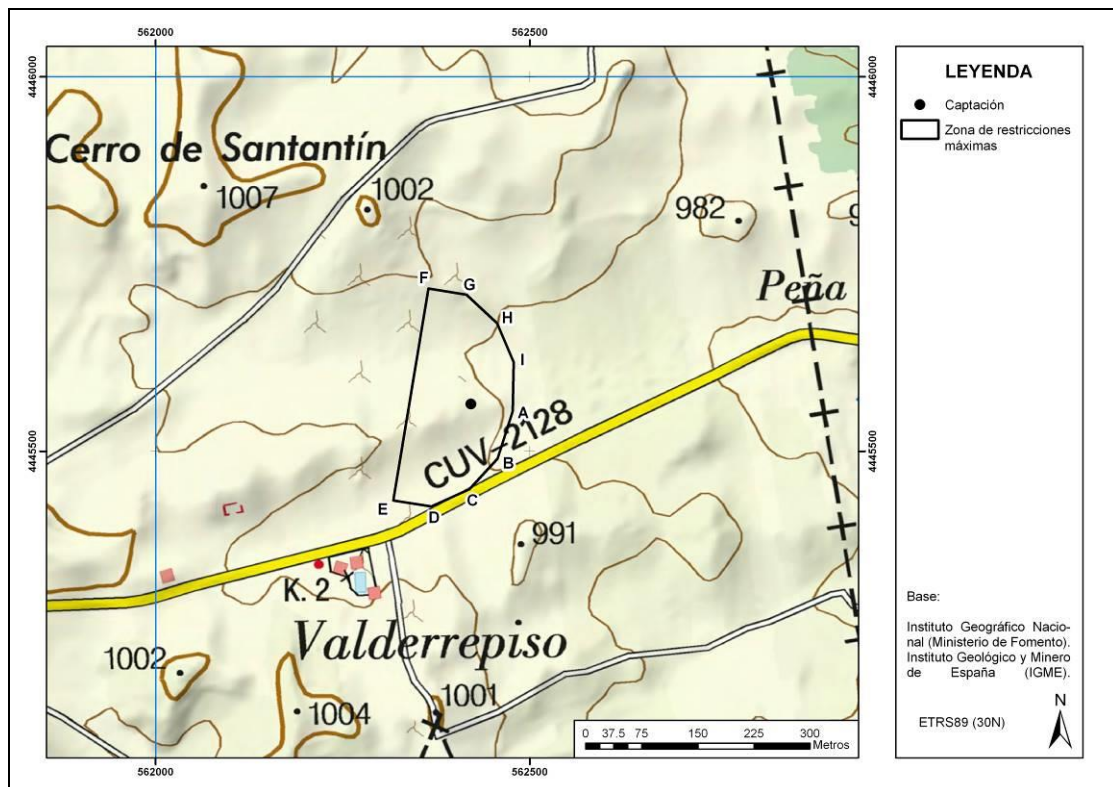 562000
562500
4446000
4446000
Cerro de Santantín
1007
1002
982
9
Peña
F
G
H
I
A
B
C
D
E
CUV-2128
4445500
4445500
991
K. 2
Valderrepiso
1002
1004
1001
0 37.5 75 150 225 300
Metros
562000
562500
LEYENDA
Captación
Zona de restricciones
máximas
Base:
Instituto Geográfico Nacio-
nal (Ministerio de Fomento).
Instituto Geológico y Minero
de España (IGME).
N
ETRS89 (30N)